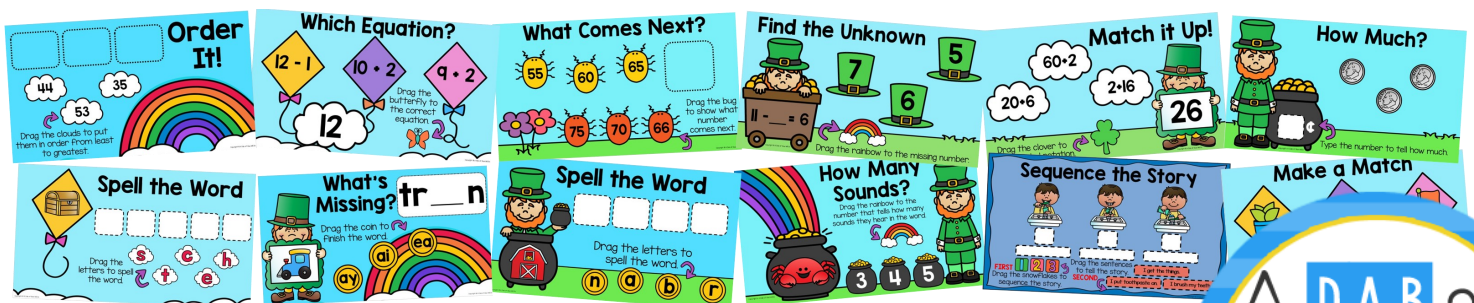 Order
It!
44
35
53
Drag the clouds to put
them in order from least
to greatest.
Which Equation?
12 - 1
10 + 2
9 + 2
12
Drag the
butterfly to
the correct
equation.
What Comes Next?
55
60
65
75
70
66
Drag the bug
to show what
number
comes next.
Find the Unknown
7
5
6
11 - __ = 6
Drag the rainbow to the missing number.
Match it Up!
60+2
20+6
2+16
26
Drag the clover to
How Much?
¢
Type the number to tell how much.
Spell the Word
Drag the
letters to spell
the word.
s
c
h
t
e
What's
Missing?
tr __ n
Drag the coin to
finish the word.
ay
ai
ea
Spell the Word
Drag the letters to
spell the word.
n
a
b
r
How Many
Sounds?
Drag the rainbow to the
number that tells how many
sounds they hear in the word.
3
4
5
Sequence the Story
FIRST
1
2
3
Drag the snowflakes to
sequence the story.
SECOND
Drag the sentences
to tell the story.
I get the things.
I put toothpaste on.
I brush my teeth.
Make a Match
A DAB